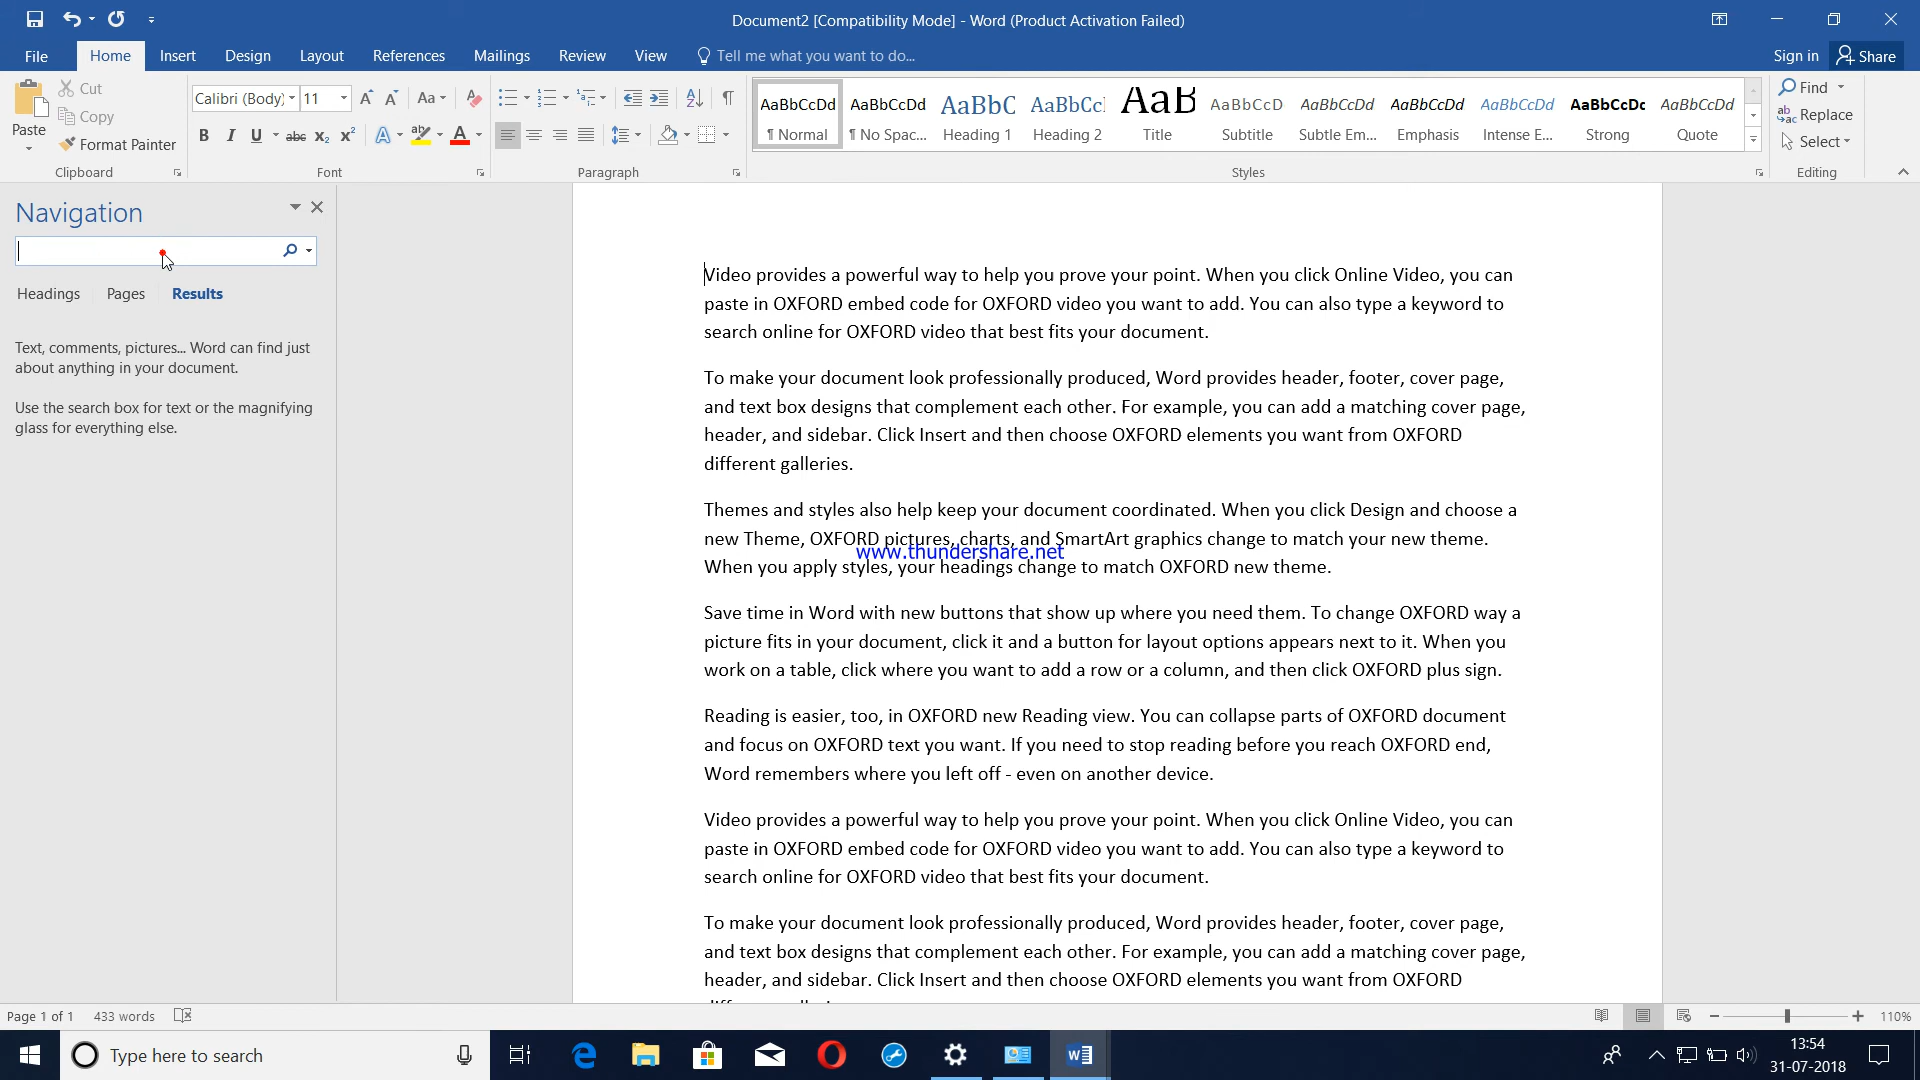 Document2 [Compatibility Mode] - Word (Product Activation Failed)
File Home Insert Design Layout References Mailings Review View Tell me what you want to do... Sign in Share
Paste
Cut
Copy
Format Painter
Clipboard
Calibri (Body) 11
Font
Paragraph
AaBbCcDd AaBbCcDd AaBbC AaBbCc AaB AaBbCcD AaBbCcDd AaBbCcDd AaBbCcDd AaBbCcDc AaBbCcDd
¶ Normal ¶ No Spac... Heading 1 Heading 2 Title Subtitle Subtle Em... Emphasis Intense E... Strong Quote
Styles
Find
Replace
Select
Editing
Navigation
Headings Pages Results
Text, comments, pictures... Word can find just
about anything in your document.
Use the search box for text or the magnifying
glass for everything else.
Video provides a powerful way to help you prove your point. When you click Online Video, you can
paste in OXFORD embed code for OXFORD video you want to add. You can also type a keyword to
search online for OXFORD video that best fits your document.
To make your document look professionally produced, Word provides header, footer, cover page,
and text box designs that complement each other. For example, you can add a matching cover page,
header, and sidebar. Click Insert and then choose OXFORD elements you want from OXFORD
different galleries.
Themes and styles also help keep your document coordinated. When you click Design and choose a
new Theme, OXFORD pictures, charts, and SmartArt graphics change to match your new theme.
www.thundershare.net
When you apply styles, your headings change to match OXFORD new theme.
Save time in Word with new buttons that show up where you need them. To change OXFORD way a
picture fits in your document, click it and a button for layout options appears next to it. When you
work on a table, click where you want to add a row or a column, and then click OXFORD plus sign.
Reading is easier, too, in OXFORD new Reading view. You can collapse parts of OXFORD document
and focus on OXFORD text you want. If you need to stop reading before you reach OXFORD end,
Word remembers where you left off - even on another device.
Video provides a powerful way to help you prove your point. When you click Online Video, you can
paste in OXFORD embed code for OXFORD video you want to add. You can also type a keyword to
search online for OXFORD video that best fits your document.
To make your document look professionally produced, Word provides header, footer, cover page,
and text box designs that complement each other. For example, you can add a matching cover page,
header, and sidebar. Click Insert and then choose OXFORD elements you want from OXFORD
Page 1 of 1 433 words 110%
Type here to search
13:54
31-07-2018